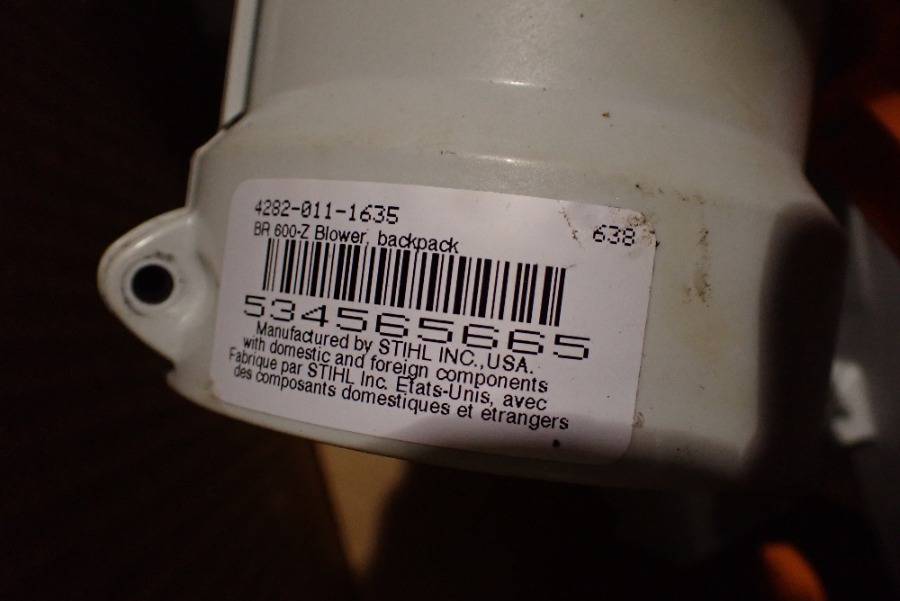 4282-011-1635
638
BR 600-Z Blower, backpack
534565665
Manufactured by STIHL INC.,USA.
with domestic and foreign components
Fabrique par STIHL Inc. Etats-Unis, avec
des composants domestiques et etrangers